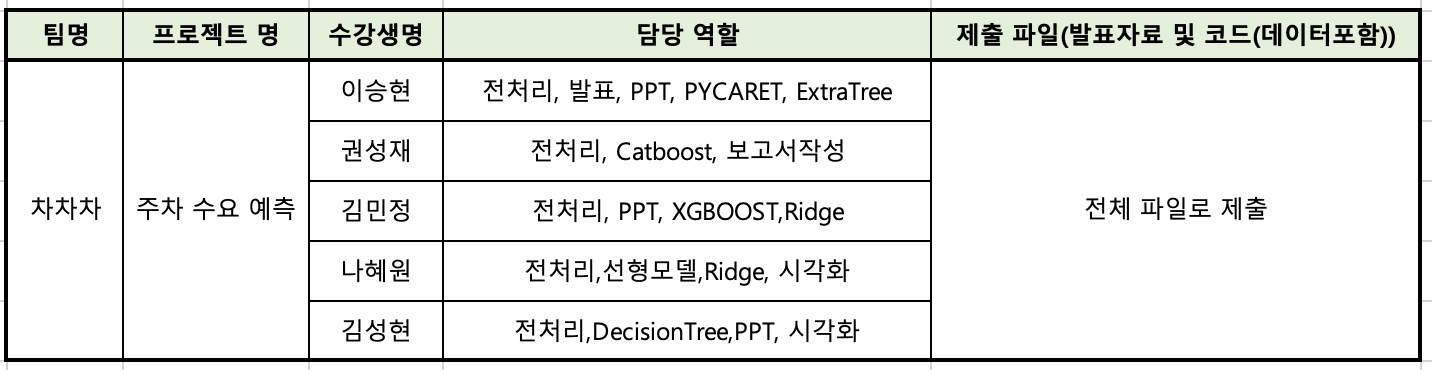 팀명 프로젝트 명 수강생명 담당 역할 제출 파일(발표자료 및 코드(데이터포함))
이승현 전처리, 발표, PPT, PYCARET, ExtraTree
권성재 전처리, Catboost, 보고서작성
차차차 주차 수요 예측 김민정 전처리, PPT, XGBOOST,Ridge 전체 파일로 제출
나혜원 전처리,선형모델,Ridge, 시각화
김성현 전처리,DecisionTree,PPT, 시각화